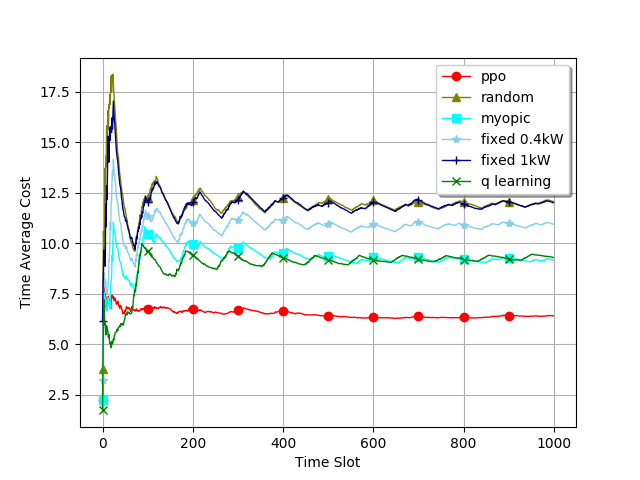 17.5
15.0
12.5
10.0
7.5
5.0
2.5
Time Average Cost
ppo
random
myopic
fixed 0.4kW
fixed 1kW
q learning
0 200 400 600 800 1000
Time Slot